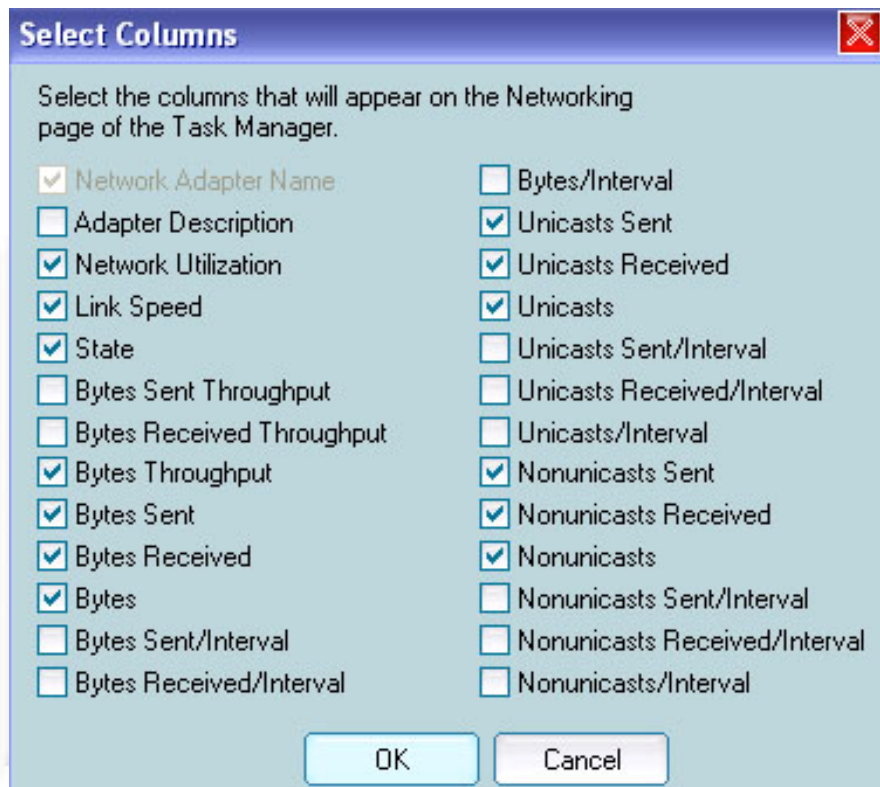 Select Columns
Select the columns that will appear on the Networking
page of the Task Manager.
Network Adapter Name
Adapter Description
Network Utilization
Link Speed
State
Bytes Sent Throughput
Bytes Received Throughput
Bytes Throughput
Bytes Sent
Bytes Received
Bytes
Bytes Sent/Interval
Bytes Received/Interval
Bytes/Interval
Unicasts Sent
Unicasts Received
Unicasts
Unicasts Sent/Interval
Unicasts Received/Interval
Unicasts/Interval
Nonunicasts Sent
Nonunicasts Received
Nonunicasts
Nonunicasts Sent/Interval
Nonunicasts Received/Interval
Nonunicasts/Interval
OK
Cancel